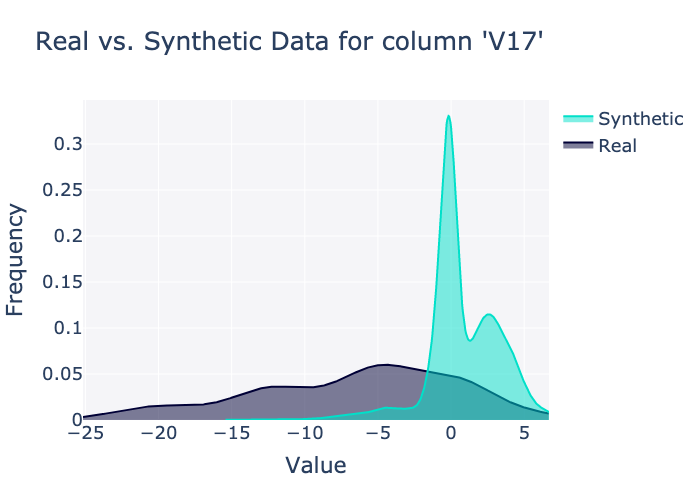 Real vs. Synthetic Data for column 'V17'
Synthetic
Real
Frequency
0.3
0.25
0.2
0.15
0.1
0.05
0
−25
−20
−15
−10
−5
0
5
Value